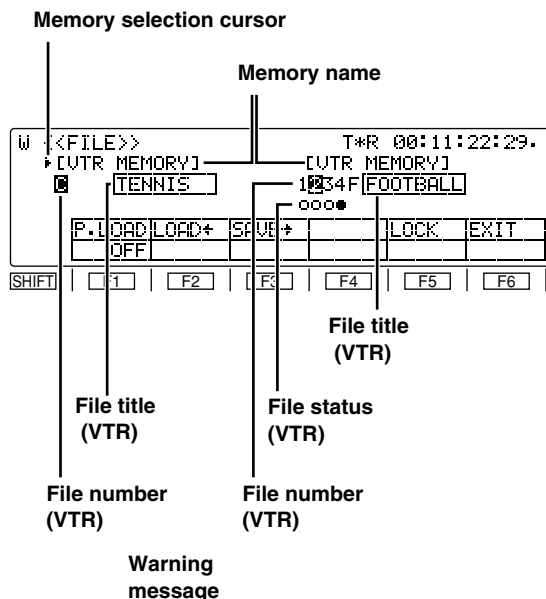 Memory selection cursor
Memory name
W <<FILE>> T*R 00:11:22:29.
[VTR MEMORY] [VTR MEMORY]
C TENNIS 1234F FOOTBALL
P.LOAD LOAD← SAVE→ LOCK EXIT
OFF
SHIFT F1 F2 F3 F4 F5 F6
File title
(VTR)
File title
(VTR)
File status
(VTR)
File number
(VTR)
File number
(VTR)
Warning
message